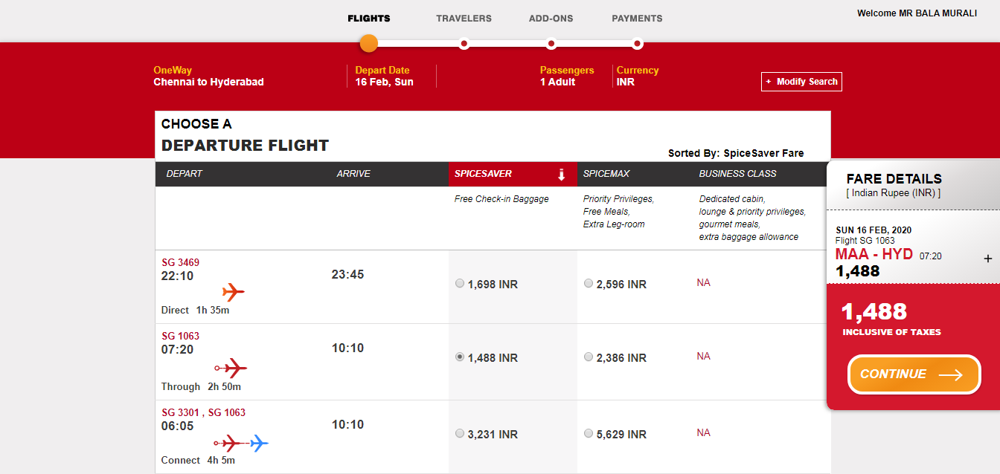 FLIGHTS TRAVELERS ADD-ONS PAYMENTS
Welcome MR BALA MURALI
OneWay
Chennai to Hyderabad
Depart Date
16 Feb, Sun
Passengers
1 Adult
Currency
INR
+ Modify Search
CHOOSE A
DEPARTURE FLIGHT
Sorted By: SpiceSaver Fare
DEPART ARRIVE SPICESAVER SPICEMAX BUSINESS CLASS
Free Check-in Baggage
Priority Privileges,
Free Meals,
Extra Leg-room
Dedicated cabin,
lounge & priority privileges,
gourmet meals,
extra baggage allowance
SG 3469
22:10
Direct 1h 35m
23:45
1,698 INR
2,596 INR
NA
SG 1063
07:20
Through 2h 50m
10:10
1,488 INR
2,386 INR
NA
SG 3301 , SG 1063
06:05
Connect 4h 5m
10:10
3,231 INR
5,629 INR
NA
FARE DETAILS
[ Indian Rupee (INR) ]
SUN 16 FEB, 2020
Flight SG 1063
MAA - HYD 07:20
+
1,488
1,488
INCLUSIVE OF TAXES
CONTINUE